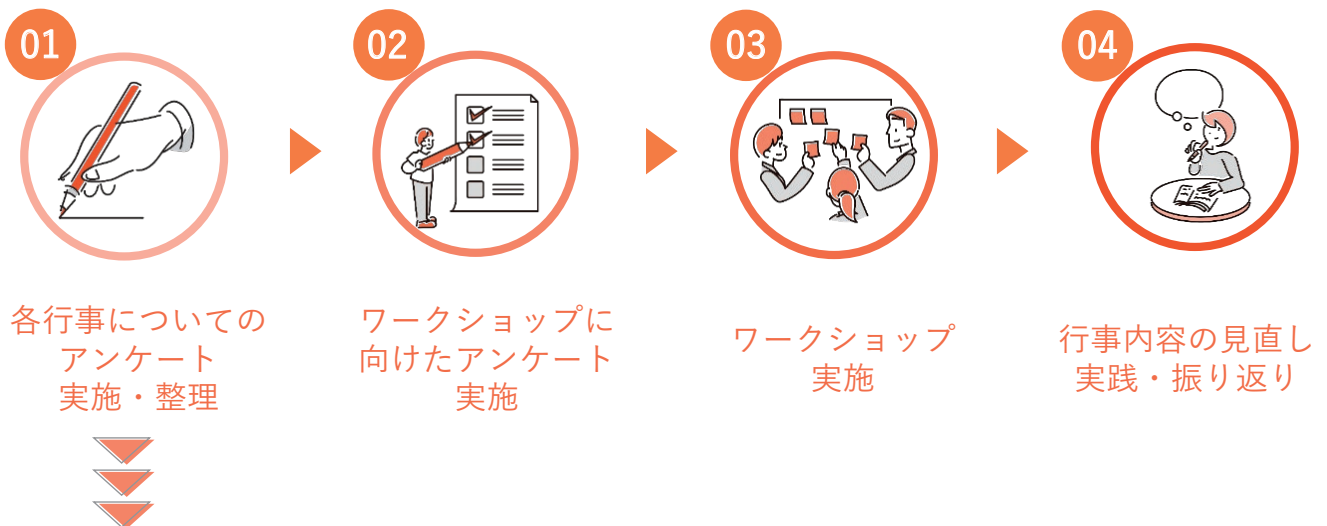 01
各行事についての
アンケート
実施・整理
02
ワークショップに
向けたアンケート
実施
03
ワークショップ
実施
04
行事内容の見直し
実践・振り返り